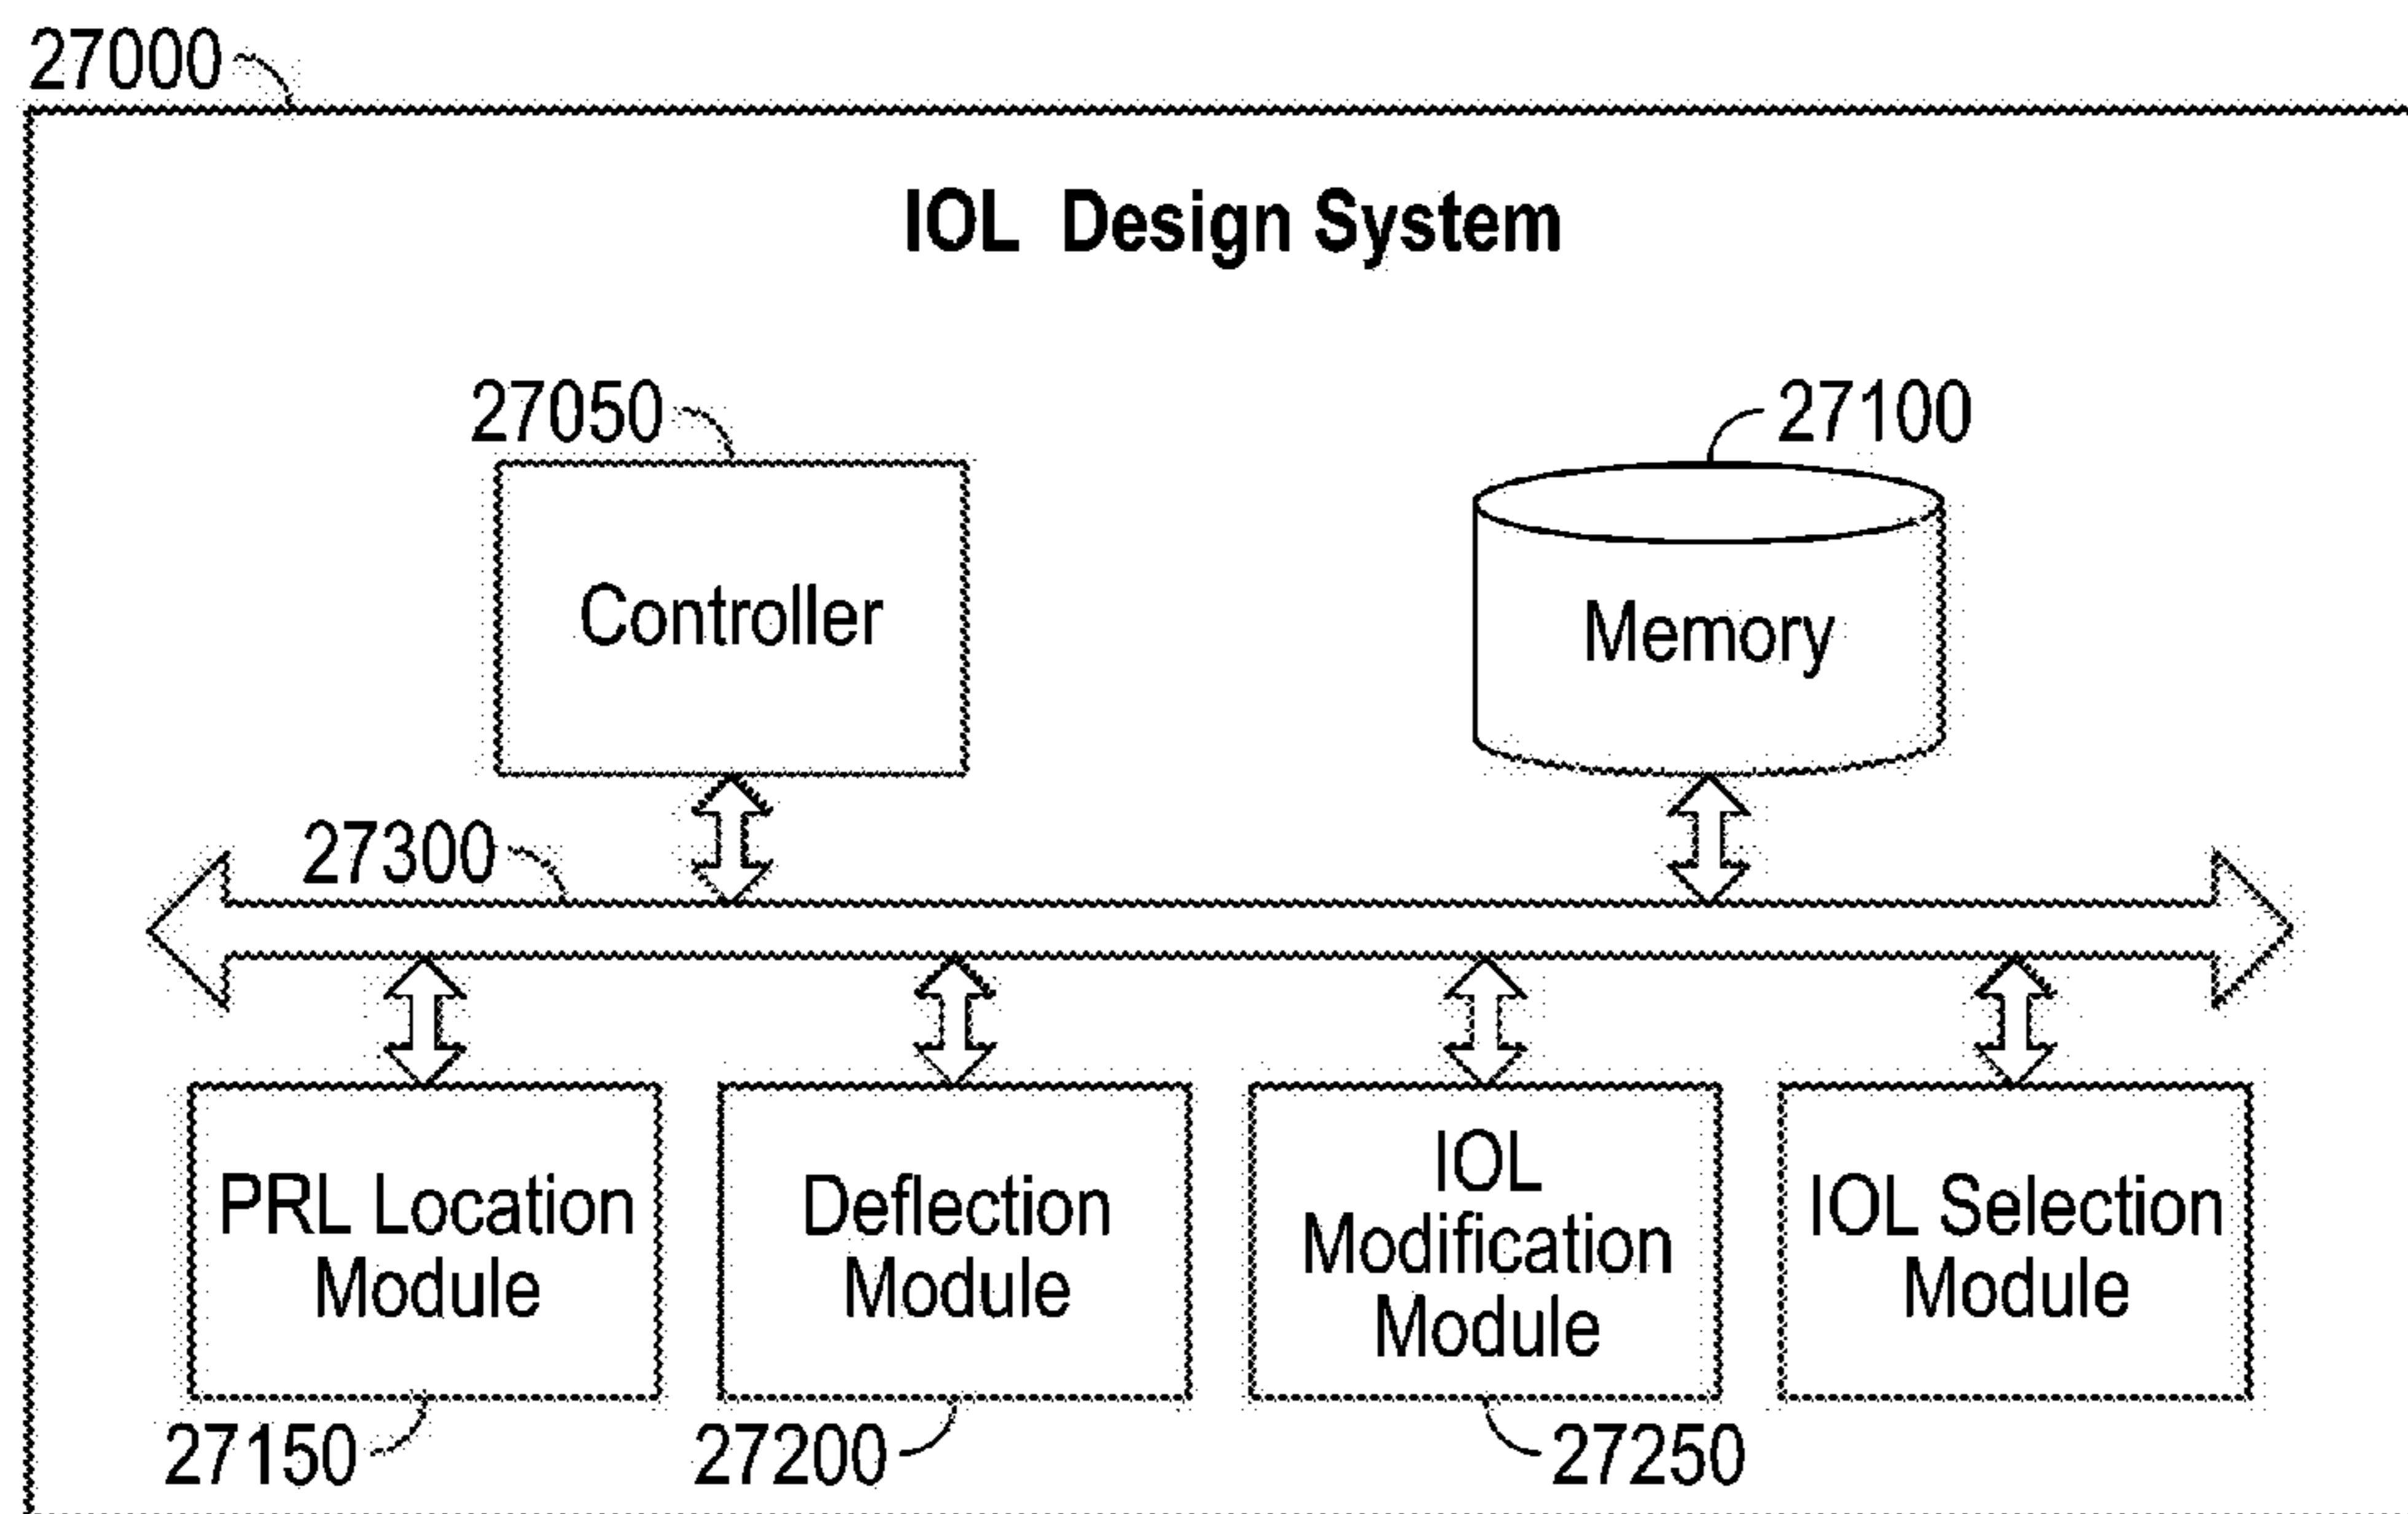 27000
IOL Design System
27050
27100
Controller
Memory
27300
PRL Location
Module
Deflection
Module
IOL
Modification
Module
IOL Selection
Module
27150
27200
27250